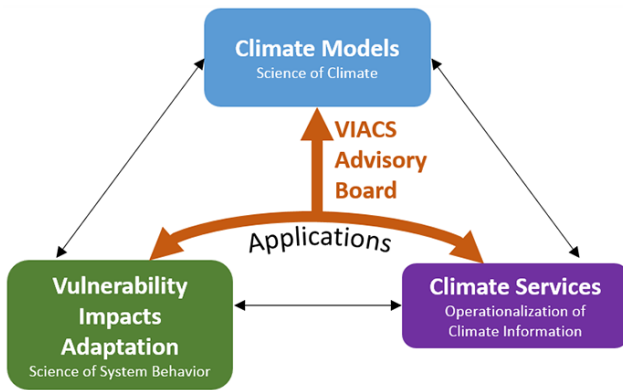 Climate Models
Science of Climate
VIACS
Advisory
Board
Applications
Vulnerability
Impacts
Adaptation
Science of System Behavior
Climate Services
Operationalization of
Climate Information